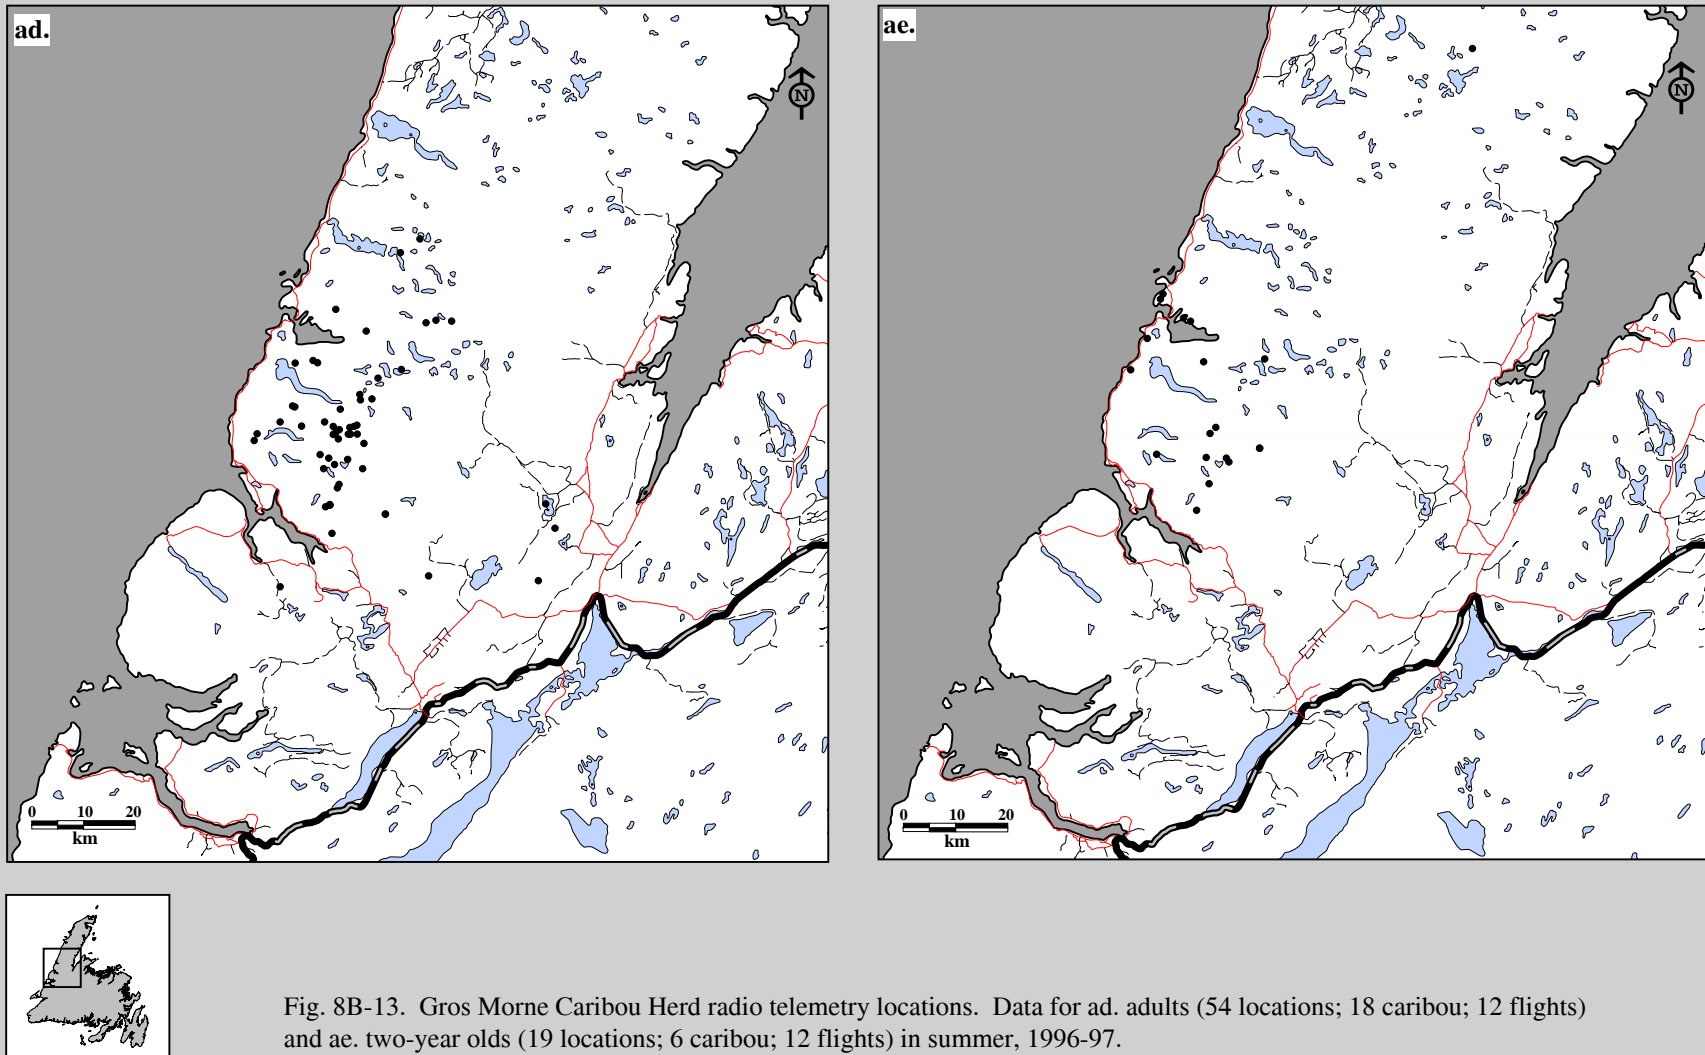 ad.
N
0 10 20
km
ae.
N
0 10 20
km
Fig. 8B-13. Gros Morne Caribou Herd radio telemetry locations. Data for ad. adults (54 locations; 18 caribou; 12 flights)
and ae. two-year olds (19 locations; 6 caribou; 12 flights) in summer, 1996-97.